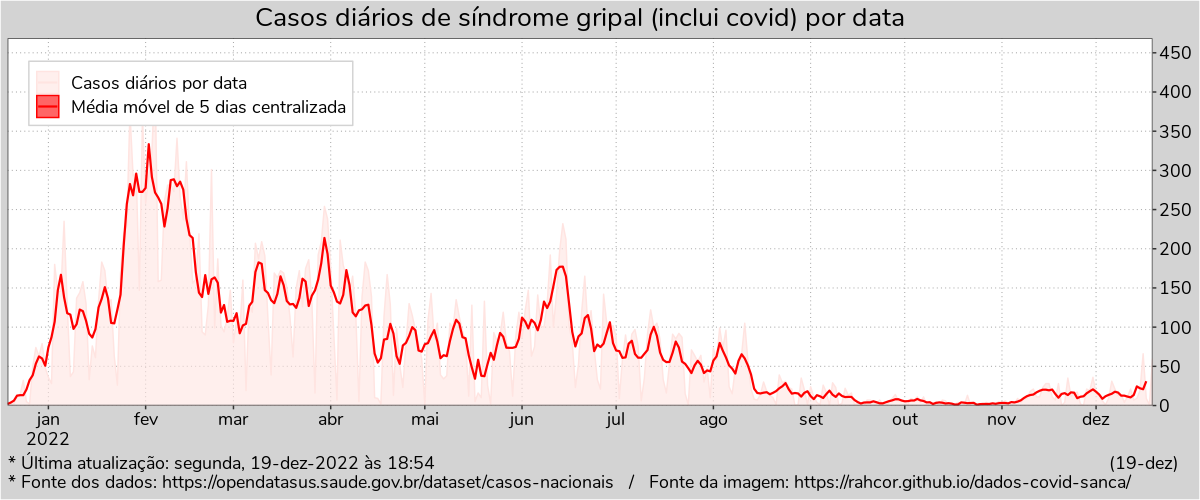 Casos diários de síndrome gripal (inclui covid) por data
Casos diários por data
Média móvel de 5 dias centralizada
450
400
350
300
250
200
150
100
50
0
jan fev mar abr mai jun jul ago set out nov dez
2022
* Última atualização: segunda, 19-dez-2022 às 18:54 (19-dez)
* Fonte dos dados: https://opendatasus.saude.gov.br/dataset/casos-nacionais / Fonte da imagem: https://rahcor.github.io/dados-covid-sanca/